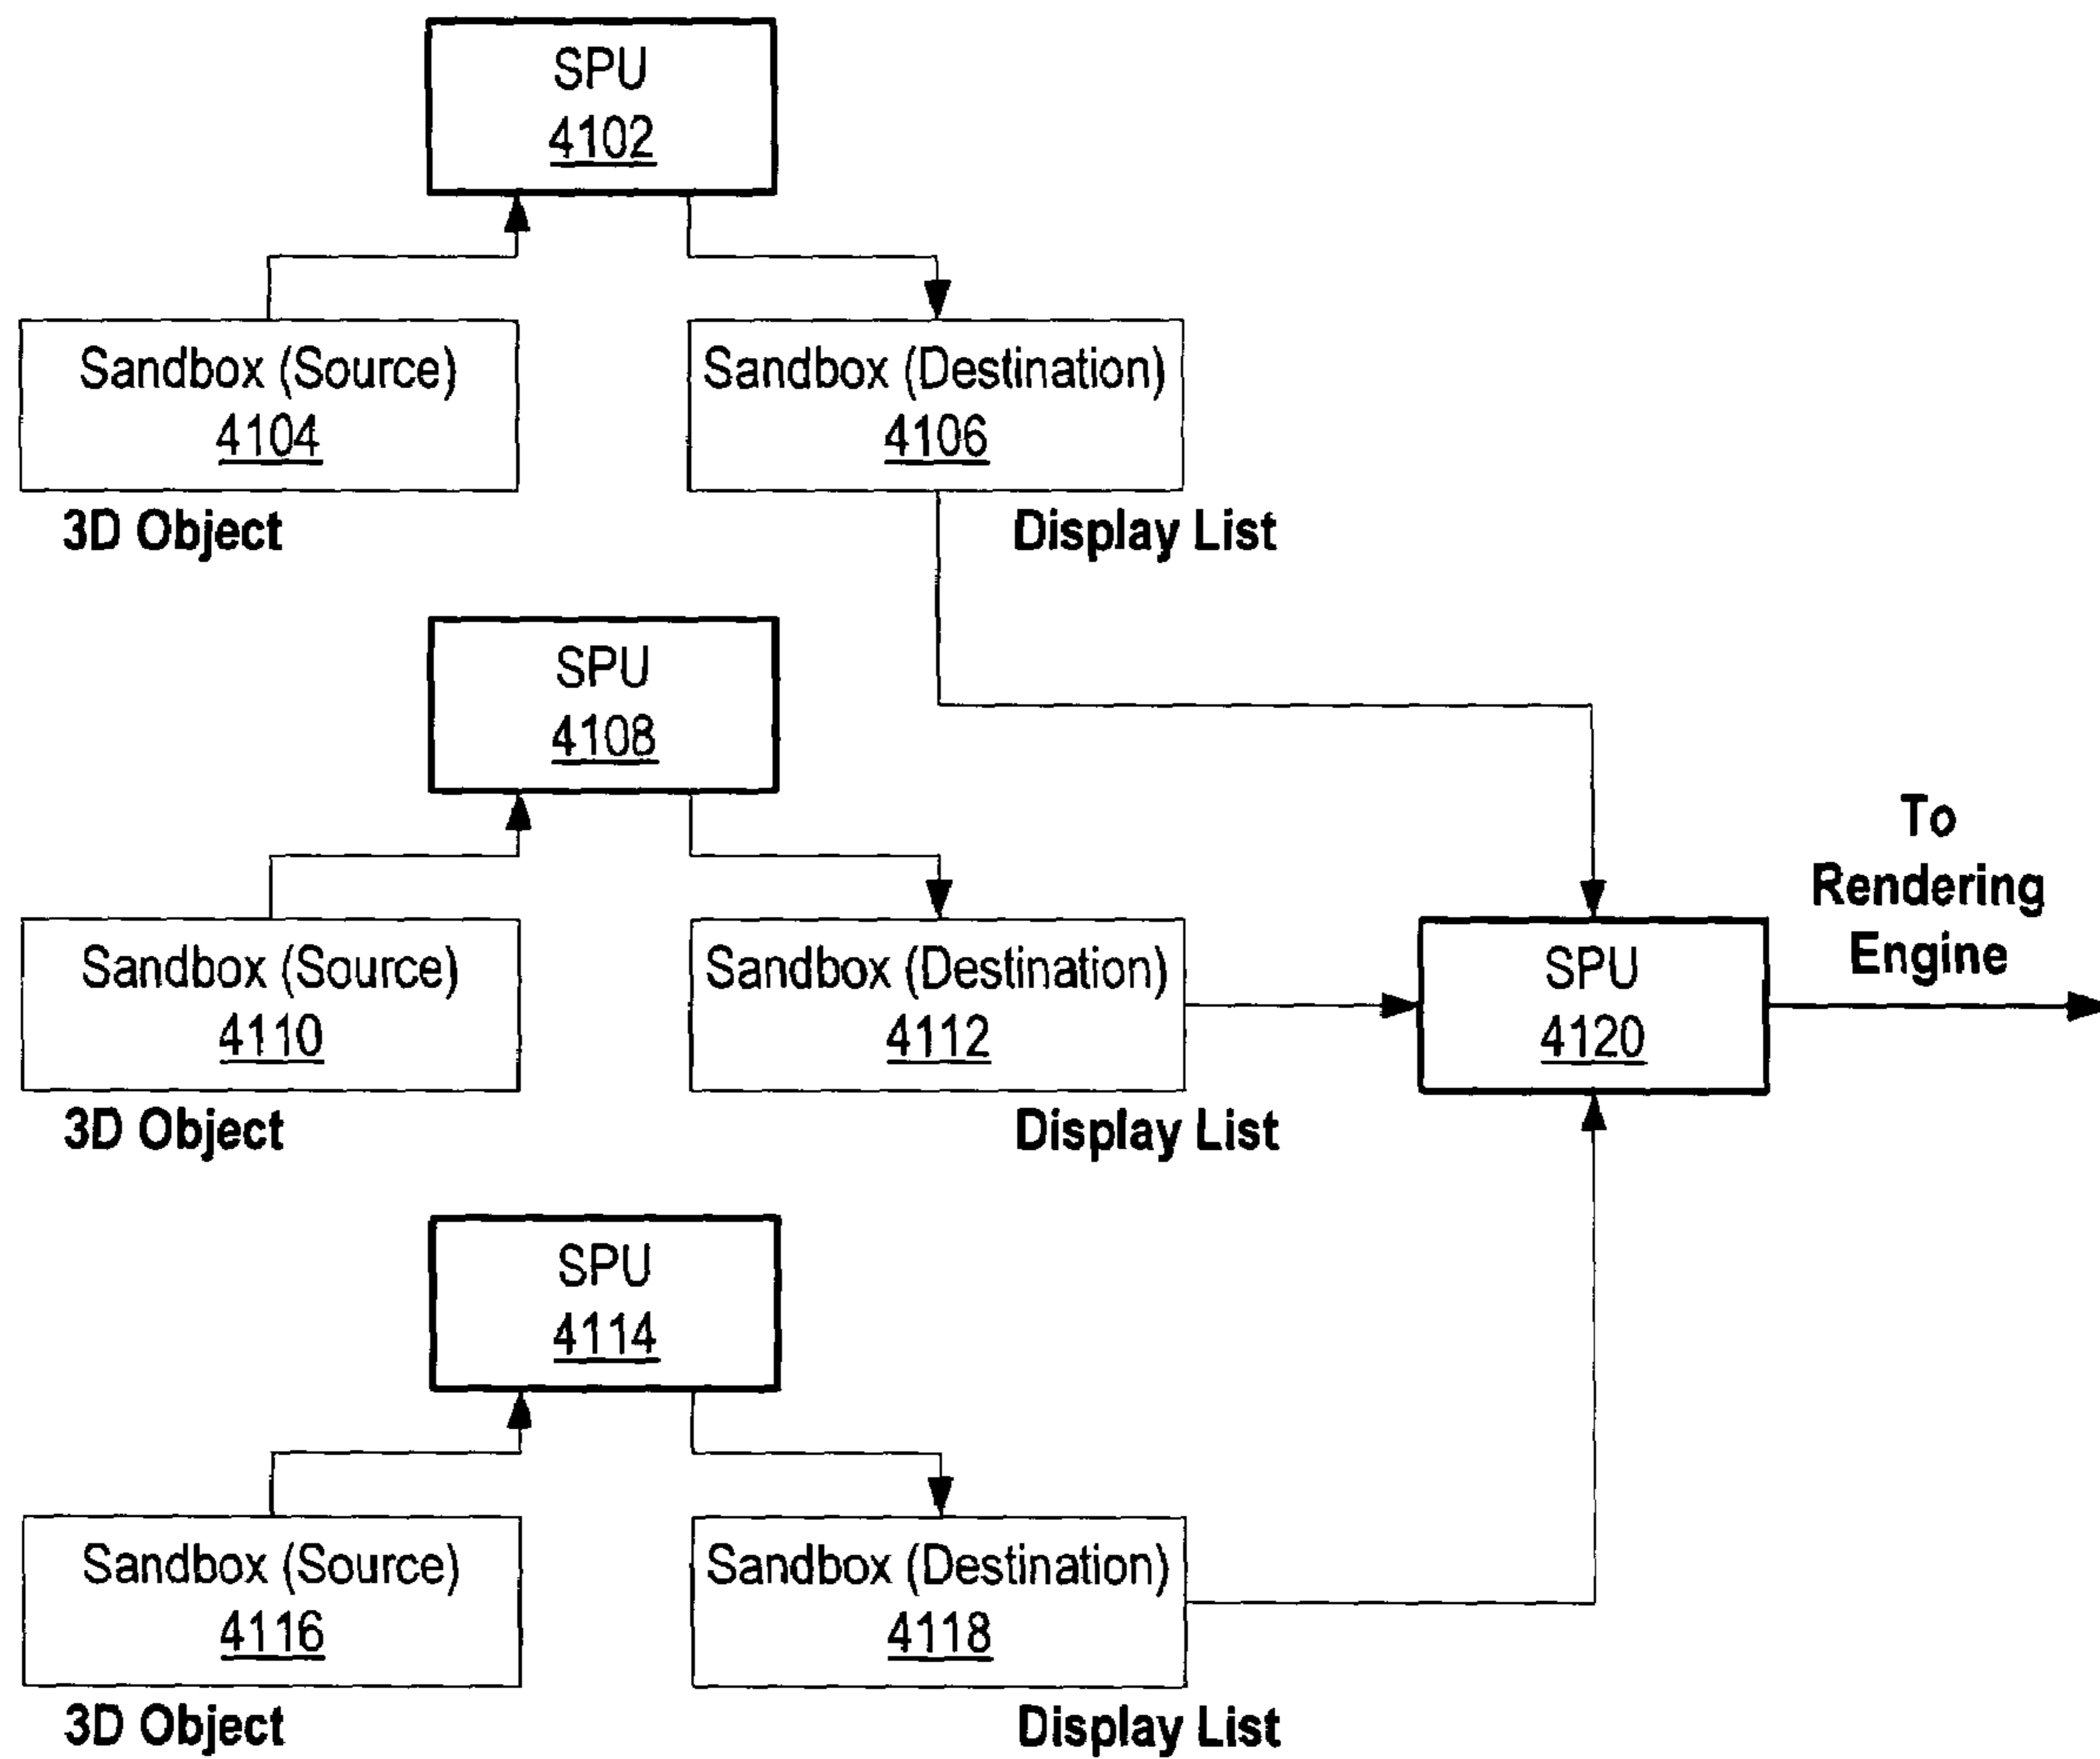 SPU
4102
Sandbox (Source)
4104
3D Object
Sandbox (Destination)
4106
Display List
SPU
4108
Sandbox (Source)
4110
3D Object
Sandbox (Destination)
4112
Display List
SPU
4120
To
Rendering
Engine
SPU
4114
Sandbox (Source)
4116
3D Object
Sandbox (Destination)
4118
Display List